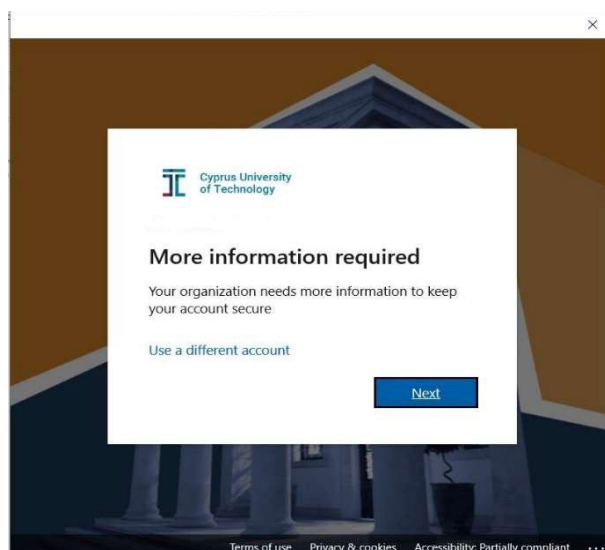 Cyprus University
of Technology
More information required
Your organization needs more information to keep
your account secure
Use a different account
Next
Terms of use Privacy & cookies Accessibility: Partially compliant ...